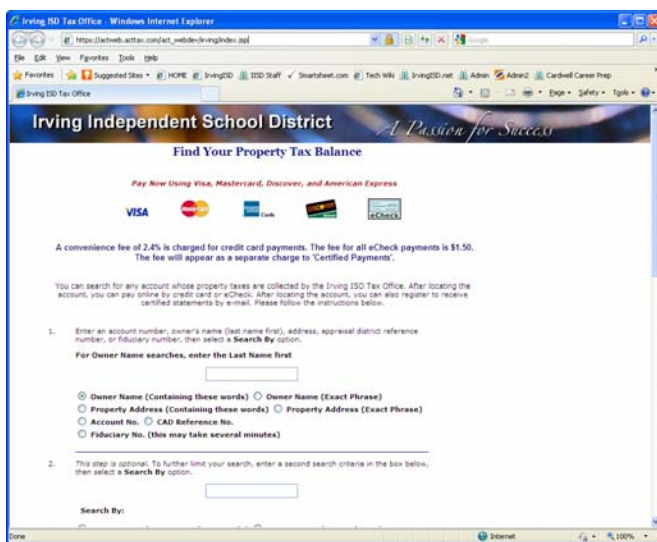 Irving ISD Tax Office - Windows Internet Explorer
https://actweb.acttax.com/act_webdev/irving/index.jsp
Google
File Edit View Favorites Tools Help
Favorites Suggested Sites HOME IrvingISD IISD Staff Smartsheet.com Tech Wiki IrvingISD.net Admin Admin2 Cardwell Career Prep
Irving ISD Tax Office Page Safety Tools
Irving Independent School District A Passion for Success
Find Your Property Tax Balance
Pay Now Using Visa, Mastercard, Discover, and American Express
VISA MasterCard Cards DISCOVER eCheck
A convenience fee of 2.4% is charged for credit card payments. The fee for all eCheck payments is $1.50.
The fee will appear as a separate charge to 'Certified Payments'.
You can search for any account whose property taxes are collected by the Irving ISD Tax Office. After locating the
account, you can pay online by credit card or eCheck. After locating the account, you can also register to receive
certified statements by e-mail. Please follow the instructions below.
1. Enter an account number, owner's name (last name first), address, appraisal district reference
number, or fiduciary number, then select a Search By option.
For Owner Name searches, enter the Last Name first
Owner Name (Containing these words) Owner Name (Exact Phrase)
Property Address (Containing these words) Property Address (Exact Phrase)
Account No. CAD Reference No.
Fiduciary No. (this may take several minutes)
2. This step is optional. To further limit your search, enter a second search criteria in the box below,
then select a Search By option.
Search By:
Done Internet 100%